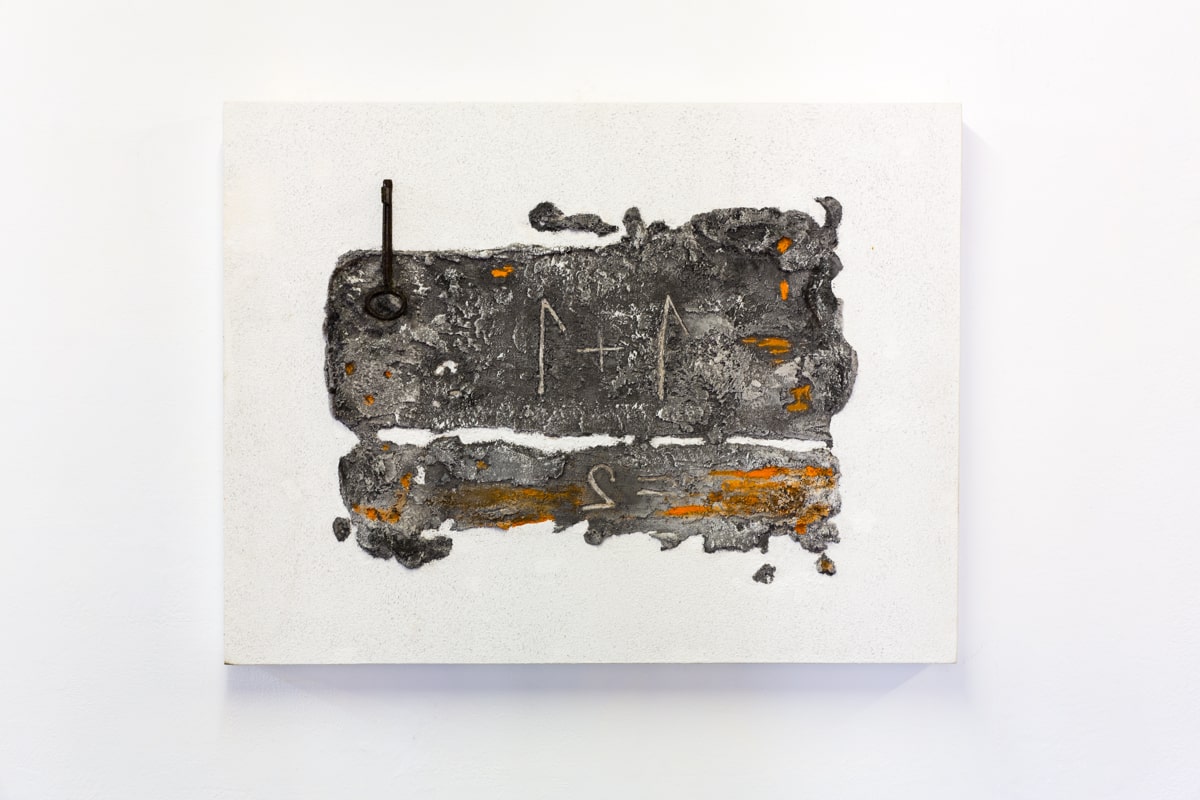 1 + 1
= 2